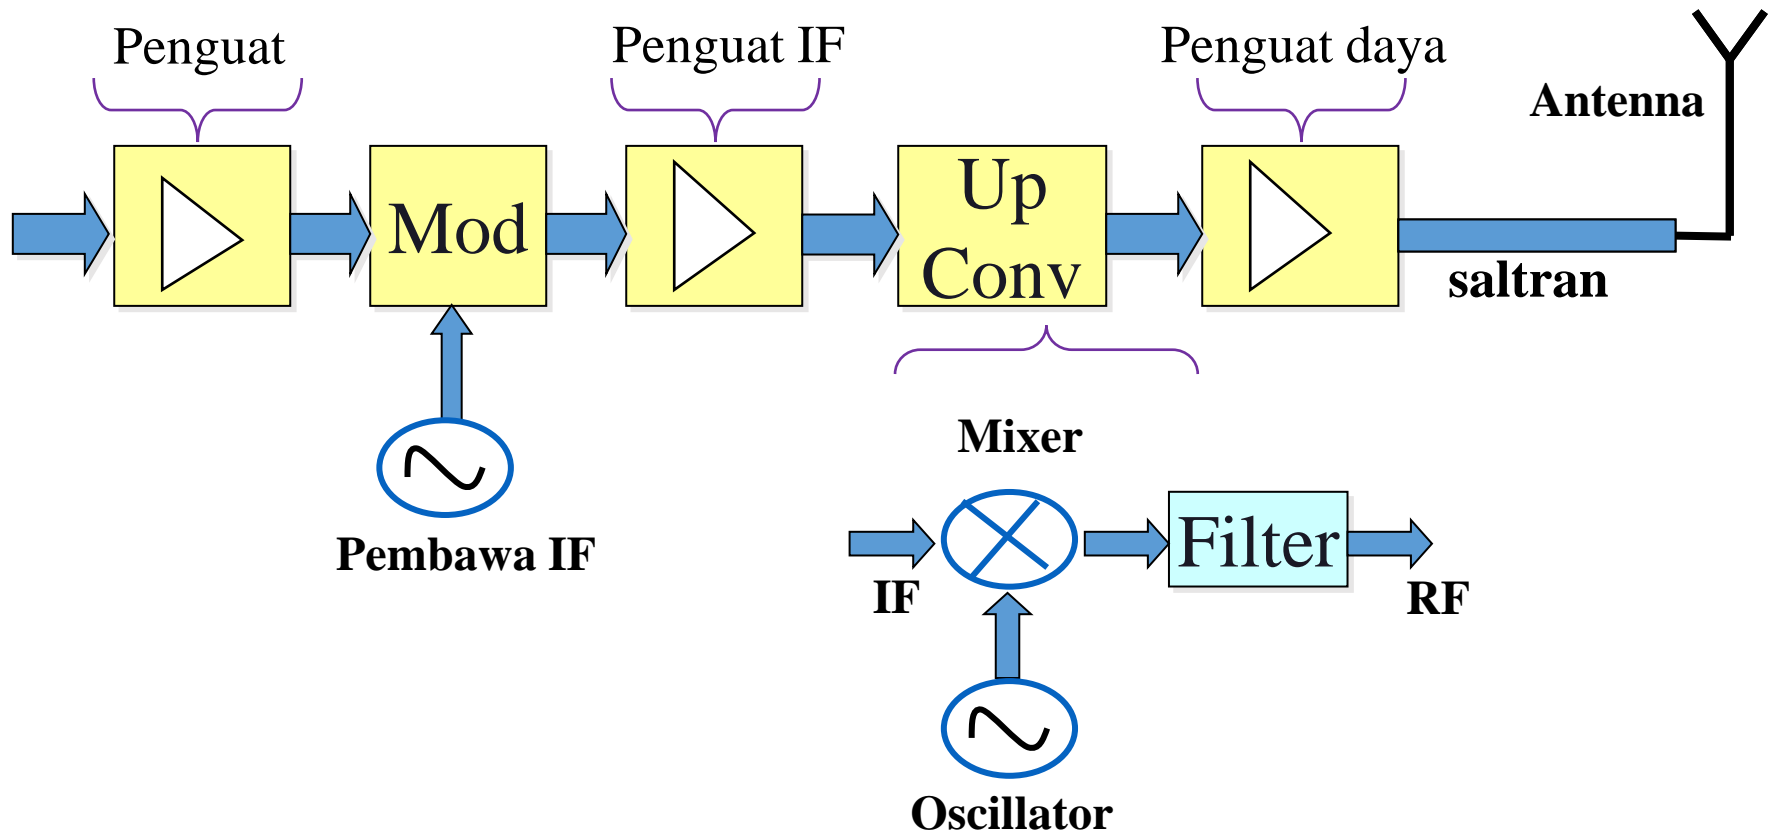 Penguat
Penguat IF
Penguat daya
Antenna
Mod
Up
Conv
saltran
Pembawa IF
Mixer
IF
Filter
RF
Oscillator